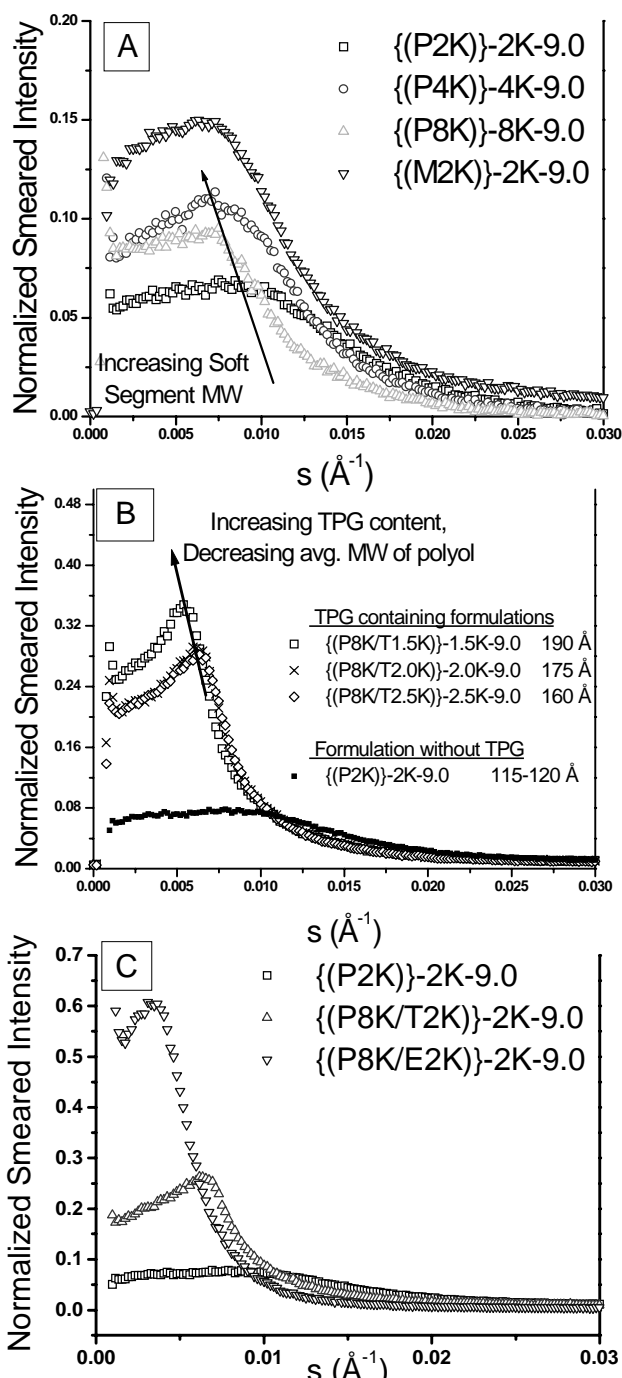 A
{(P2K)}-2K-9.0
{(P4K)}-4K-9.0
{(P8K)}-8K-9.0
{(M2K)}-2K-9.0
Increasing Soft
Segment MW
Normalized Smeared Intensity
0.20
0.15
0.10
0.05
0.00
0.000 0.005 0.010 0.015 0.020 0.025 0.030
s (Å-1)
B
Increasing TPG content,
Decreasing avg. MW of polyol
TPG containing formulations
{(P8K/T1.5K)}-1.5K-9.0 190 Å
{(P8K/T2.0K)}-2.0K-9.0 175 Å
{(P8K/T2.5K)}-2.5K-9.0 160 Å
Formulation without TPG
{(P2K)}-2K-9.0 115-120 Å
Normalized Smeared Intensity
0.48
0.40
0.32
0.24
0.16
0.08
0.00
0.000 0.005 0.010 0.015 0.020 0.025 0.030
s (Å-1)
C
{(P2K)}-2K-9.0
{(P8K/T2K)}-2K-9.0
{(P8K/E2K)}-2K-9.0
Normalized Smeared Intensity
0.7
0.6
0.5
0.4
0.3
0.2
0.1
0.0
0.00 0.01 0.02 0.03
s (Å-1)